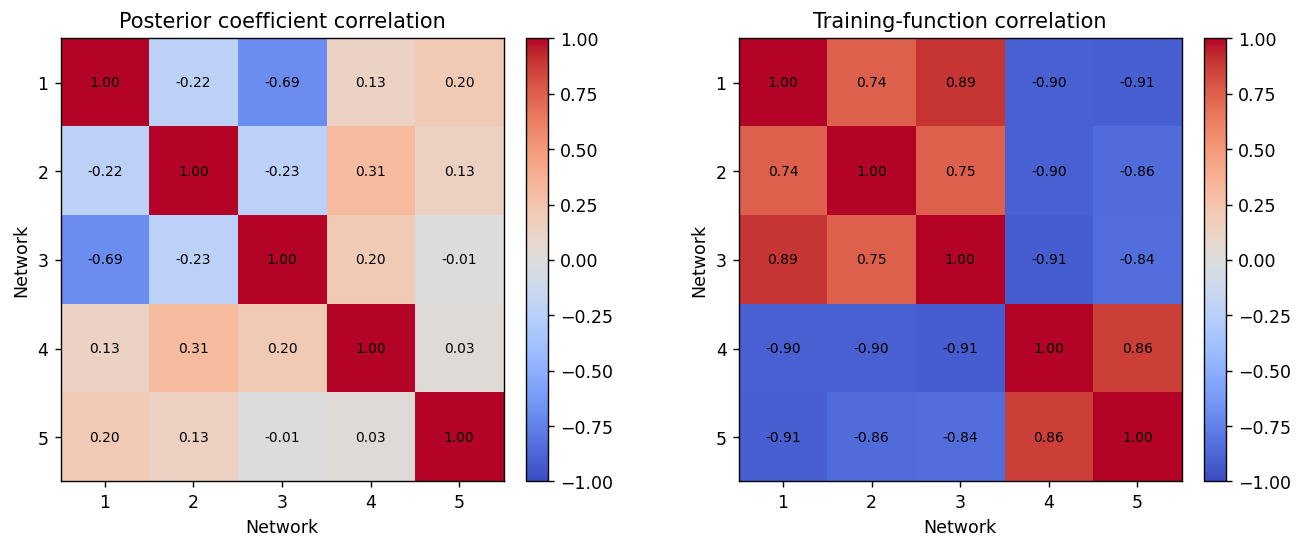 Posterior coefficient correlation
1 1.00 -0.22 -0.69 0.13 0.20
2 -0.22 1.00 -0.23 0.31 0.13
3 -0.69 -0.23 1.00 0.20 -0.01
4 0.13 0.31 0.20 1.00 0.03
5 0.20 0.13 -0.01 0.03 1.00
1 2 3 4 5
Network
Network
1.00
0.75
0.50
0.25
0.00
−0.25
−0.50
−0.75
−1.00
Training-function correlation
1 1.00 0.74 0.89 -0.90 -0.91
2 0.74 1.00 0.75 -0.90 -0.86
3 0.89 0.75 1.00 -0.91 -0.84
4 -0.90 -0.90 -0.91 1.00 0.86
5 -0.91 -0.86 -0.84 0.86 1.00
1 2 3 4 5
Network
Network
1.00
0.75
0.50
0.25
0.00
−0.25
−0.50
−0.75
−1.00